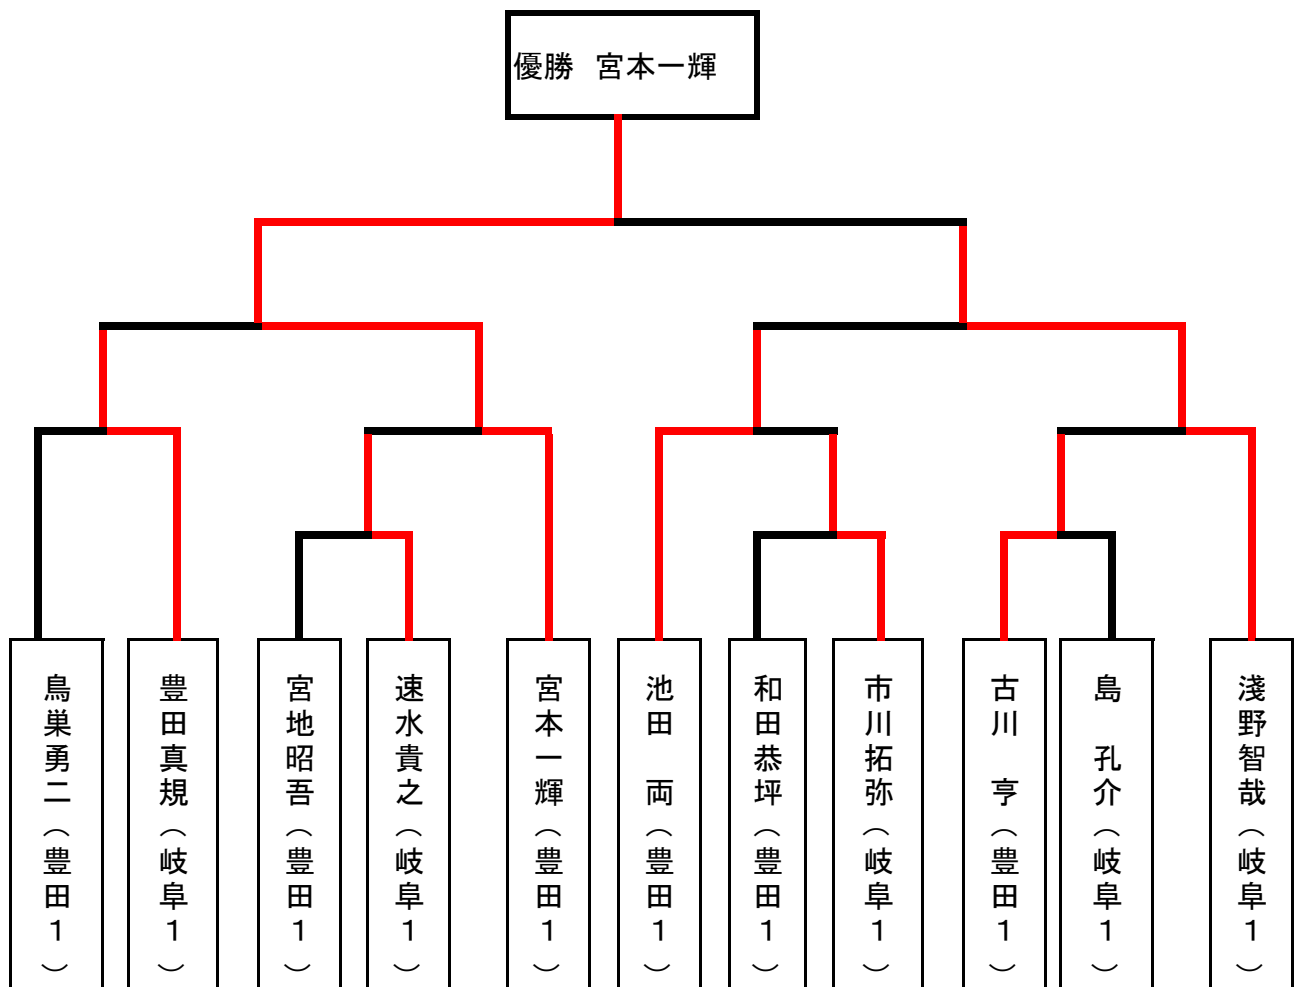 優勝　宮本一輝
鳥巣勇二（豊田１）
豊田真規（岐阜１）
宮地昭吾（豊田１）
速水貴之（岐阜１）
宮本一輝（豊田１）
池田　両（豊田１）
和田恭坪（豊田１）
市川拓弥（岐阜１）
古川　亨（豊田１）
島　孔介（岐阜１）
淺野智哉（岐阜１）